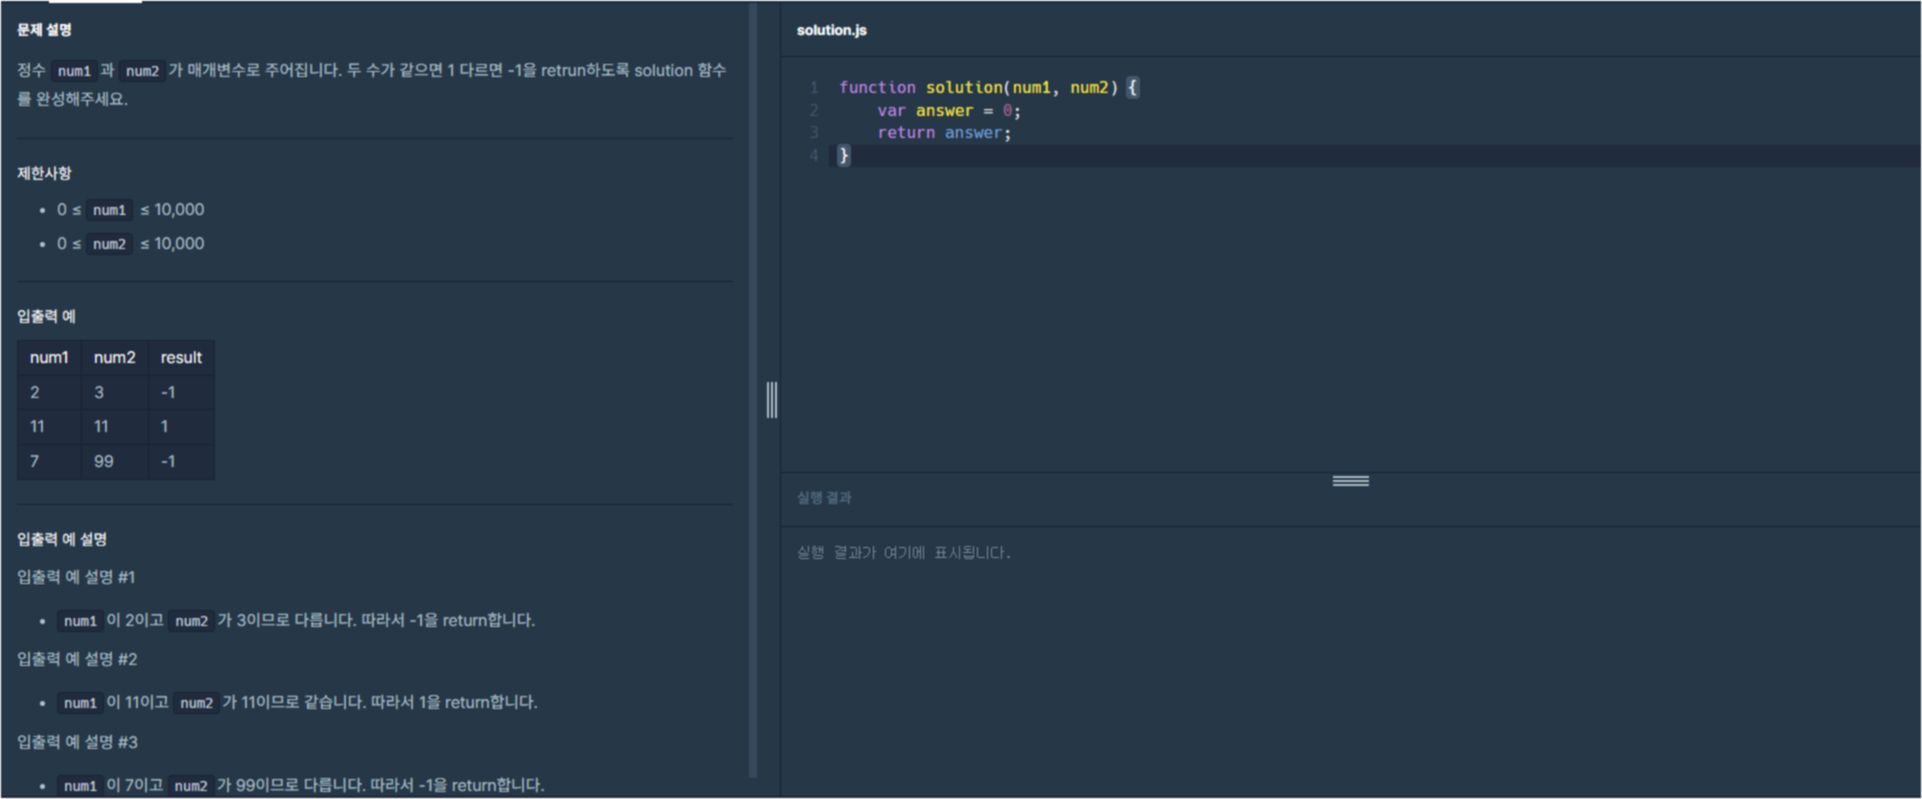 문제 설명
정수 num1 과 num2 가 매개변수로 주어집니다. 두 수가 같으면 1 다르면 -1을 retrun하도록 solution 함수
를 완성해주세요.
제한사항
• 0 ≤ num1 ≤ 10,000
• 0 ≤ num2 ≤ 10,000
입출력 예
num1 num2 result
2 3 -1
11 11 1
7 99 -1
입출력 예 설명
입출력 예 설명 #1
• num1 이 2이고 num2 가 3이므로 다릅니다. 따라서 -1을 return합니다.
입출력 예 설명 #2
• num1 이 11이고 num2 가 11이므로 같습니다. 따라서 1을 return합니다.
입출력 예 설명 #3
• num1 이 7이고 num2 가 99이므로 다릅니다. 따라서 -1을 return합니다.
solution.js
1 function solution(num1, num2) {
2     var answer = 0;
3     return answer;
4 }
실행 결과
실행 결과가 여기에 표시됩니다.